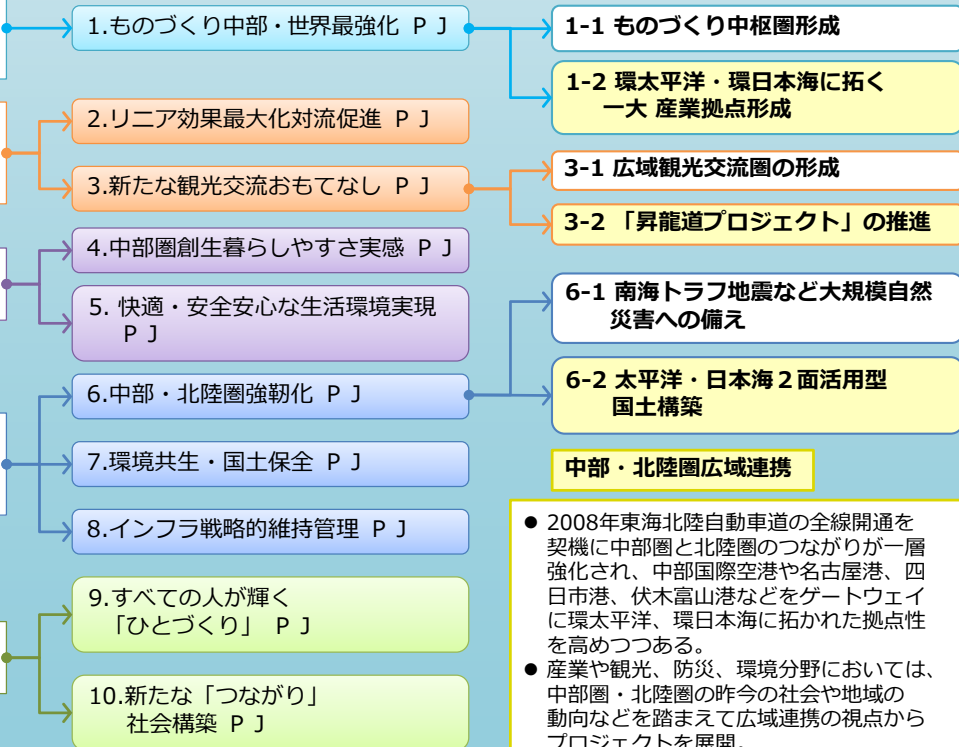 1.ものづくり中部・世界最強化 ＰＪ
2.リニア効果最大化対流促進 ＰＪ
3.新たな観光交流おもてなし ＰＪ
4.中部圏創生暮らしやすさ実感 ＰＪ
5. 快適・安全安心な生活環境実現
ＰＪ
6.中部・北陸圏強靭化 ＰＪ
7.環境共生・国土保全 ＰＪ
8.インフラ戦略的維持管理 ＰＪ
9.すべての人が輝く
「ひとづくり」 ＰＪ
10.新たな「つながり」
社会構築 ＰＪ
1-1 ものづくり中枢圏形成
1-2 環太平洋・環日本海に拓く
一大 産業拠点形成
3-1 広域観光交流圏の形成
3-2 「昇龍道プロジェクト」の推進
6-1 南海トラフ地震など大規模自然
災害への備え
6-2 太平洋・日本海２面活用型
国土構築
中部・北陸圏広域連携
● 2008年東海北陸自動車道の全線開通を
契機に中部圏と北陸圏のつながりが一層
強化され、中部国際空港や名古屋港、四
日市港、伏木富山港などをゲートウェイ
に環太平洋、環日本海に拓かれた拠点性
を高めつつある。
● 産業や観光、防災、環境分野においては、
中部圏・北陸圏の昨今の社会や地域の
動向などを踏まえて広域連携の視点から
プロジェクトを展開。